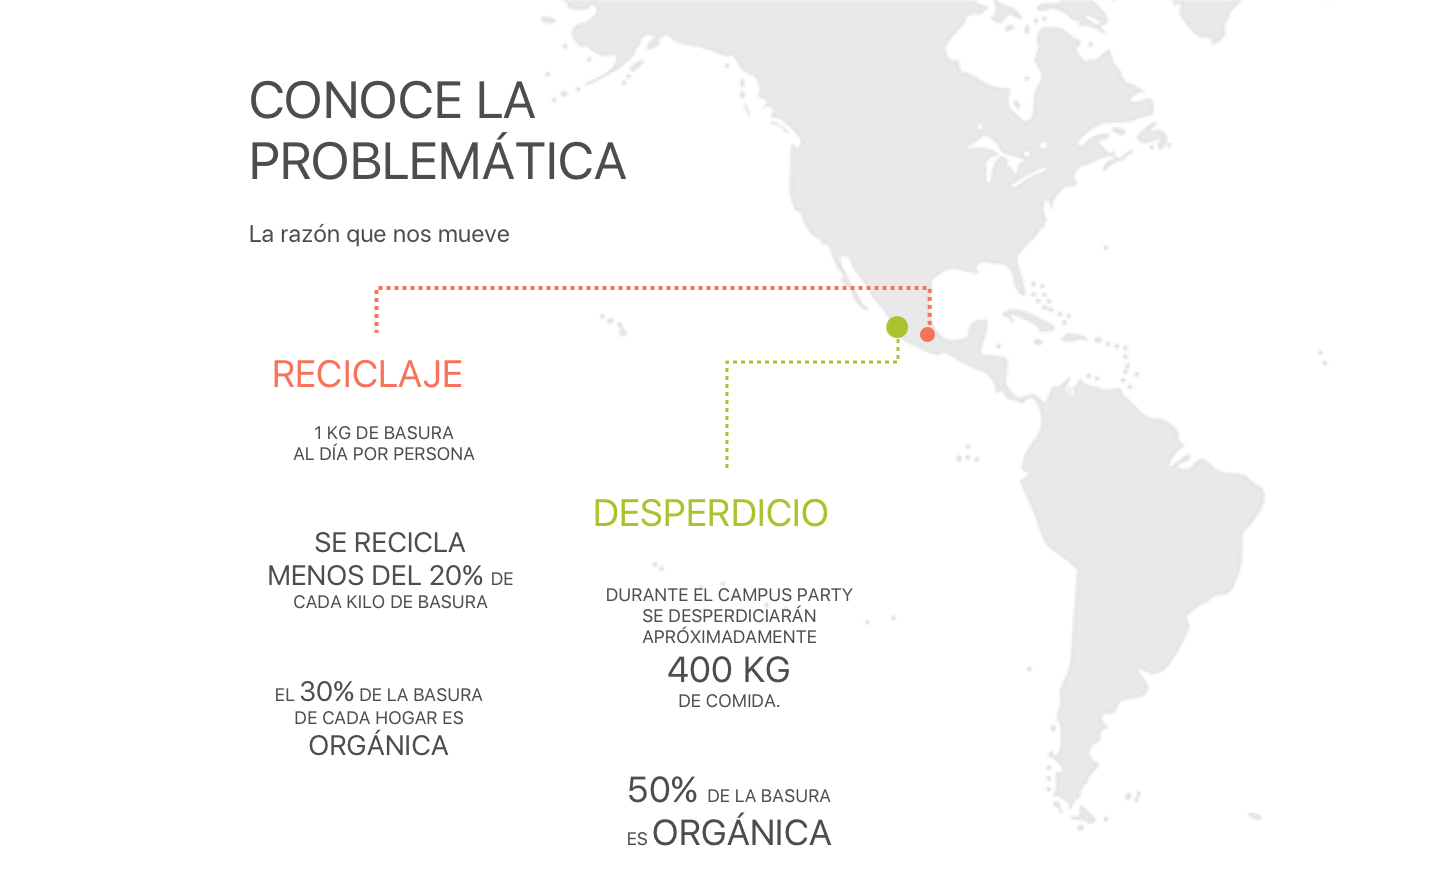 CONOCE LA
PROBLEMÁTICA
La razón que nos mueve
RECICLAJE
1 KG DE BASURA
AL DÍA POR PERSONA
SE RECICLA
MENOS DEL 20% DE
CADA KILO DE BASURA
EL 30% DE LA BASURA
DE CADA HOGAR ES
ORGÁNICA
DESPERDICIO
DURANTE EL CAMPUS PARTY
SE DESPERDICIARÁN
APRÓXIMADAMENTE
400 KG
DE COMIDA.
50% DE LA BASURA
ES ORGÁNICA